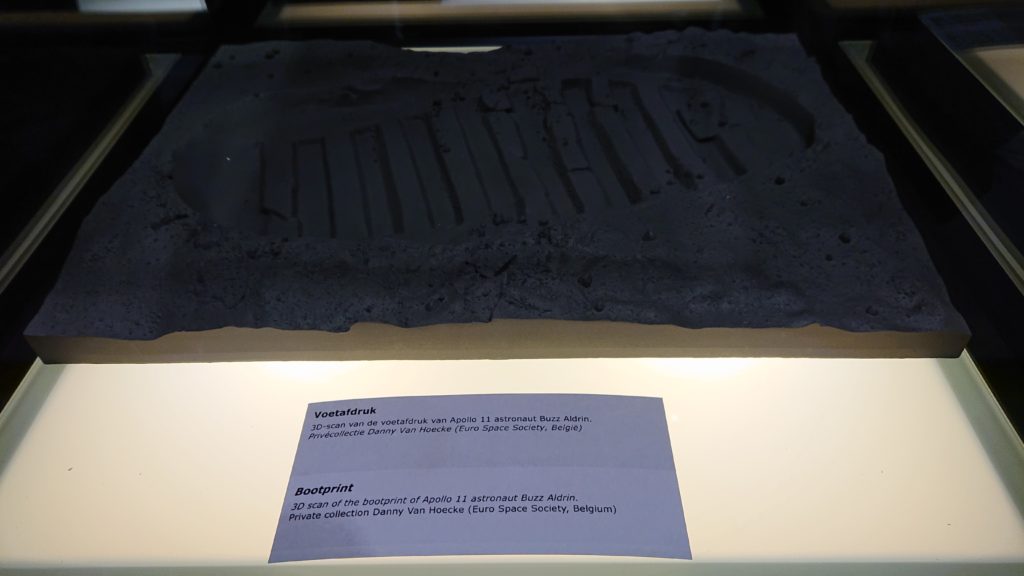 Voetafdruk
3D-scan van de voetafdruk van Apollo 11 astronaut Buzz Aldrin.
Privécollectie Danny Van Hoecke (Euro Space Society, België)
Bootprint
3D scan of the bootprint of Apollo 11 astronaut Buzz Aldrin.
Private collection Danny Van Hoecke (Euro Space Society, Belgium)